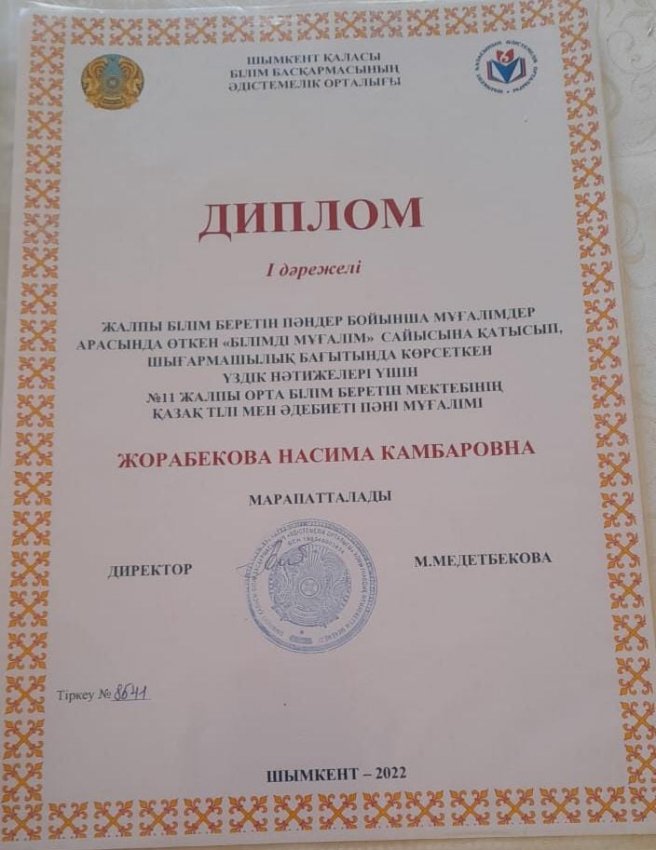 ШЫМКЕНТ ҚАЛАСЫ
БІЛІМ БАСҚАРМАСЫНЫҢ
ӘДІСТЕМЕЛІК ОРТАЛЫҒЫ
ДИПЛОМ
І дәрежелі
ЖАЛПЫ БІЛІМ БЕРЕТІН ПӘНДЕР БОЙЫНША МҰҒАЛІМДЕР
АРАСЫНДА ӨТКЕН «БІЛІМДІ МҰҒАЛІМ» САЙЫСЫНА ҚАТЫСЫП,
ШЫҒАРМАШЫЛЫҚ БАҒЫТЫНДА КӨРСЕТКЕН
ҮЗДІК НӘТИЖЕЛЕРІ ҮШІН
№11 ЖАЛПЫ ОРТА БІЛІМ БЕРЕТІН МЕКТЕБІНІҢ
ҚАЗАҚ ТІЛІ МЕН ӘДЕБИЕТІ ПӘНІ МҰҒАЛІМІ
ЖОРАБЕКОВА НАСИМА КАМБАРОВНА
МАРАПАТТАЛАДЫ
ДИРЕКТОР М.МЕДЕТБЕКОВА
Тіркеу № 8641
ШЫМКЕНТ – 2022